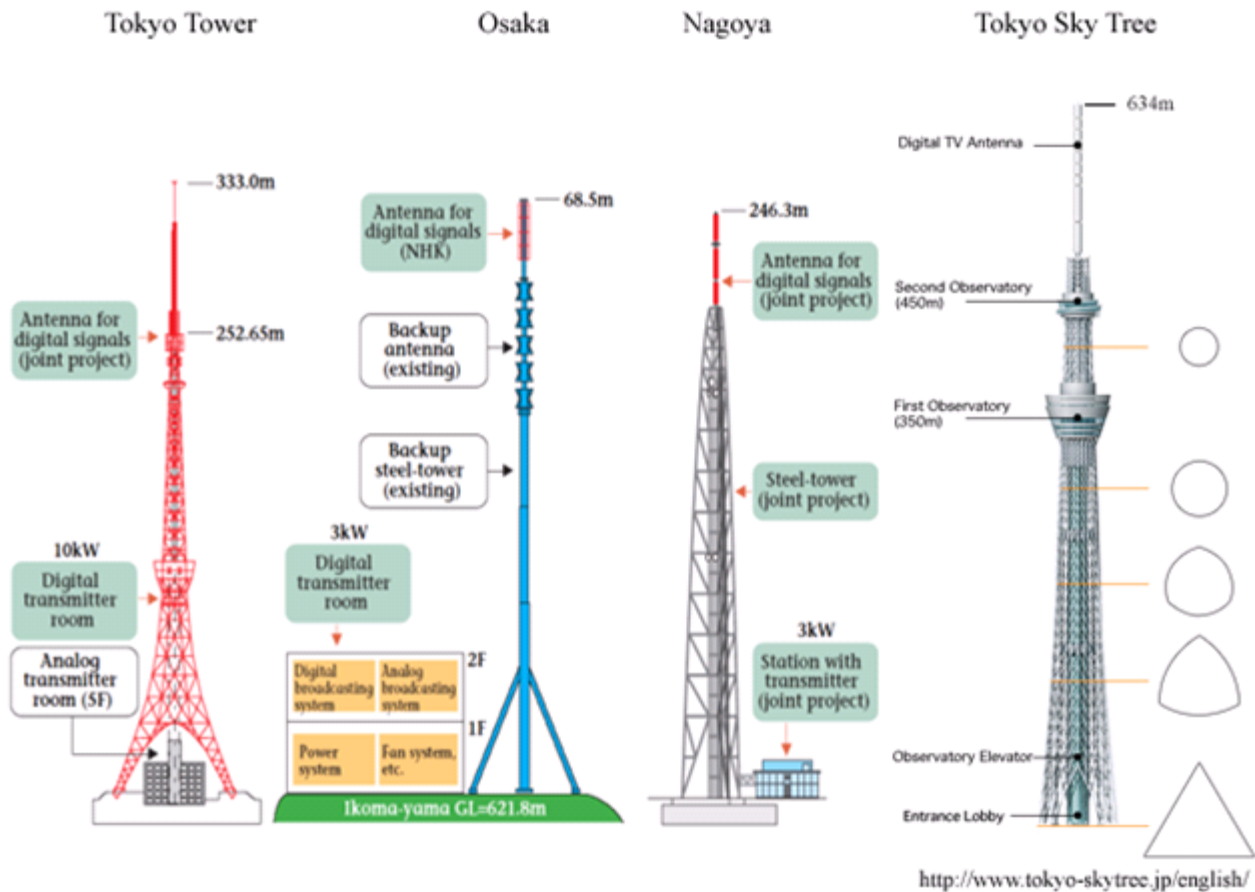 Tokyo Tower
Osaka
Nagoya
Tokyo Sky Tree
333.0m
Antenna for
digital signals
(joint project)
252.65m
10kW
Digital
transmitter
room
Analog
transmitter
room (5F)
68.5m
Antenna for
digital signals
(NHK)
Backup
antenna
(existing)
Backup
steel-tower
(existing)
3kW
Digital
transmitter
room
2F
Digital
broadcasting
system
Analog
broadcasting
system
1F
Power
system
Fan system,
etc.
Ikoma-yama GL=621.8m
246.3m
Antenna for
digital signals
(joint project)
Steel-tower
(joint project)
3kW
Station with
transmitter
(joint project)
634m
Digital TV Antenna
Second Observatory
(450m)
First Observatory
(350m)
Observatory Elevator
Entrance Lobby
http://www.tokyo-skytree.jp/english/